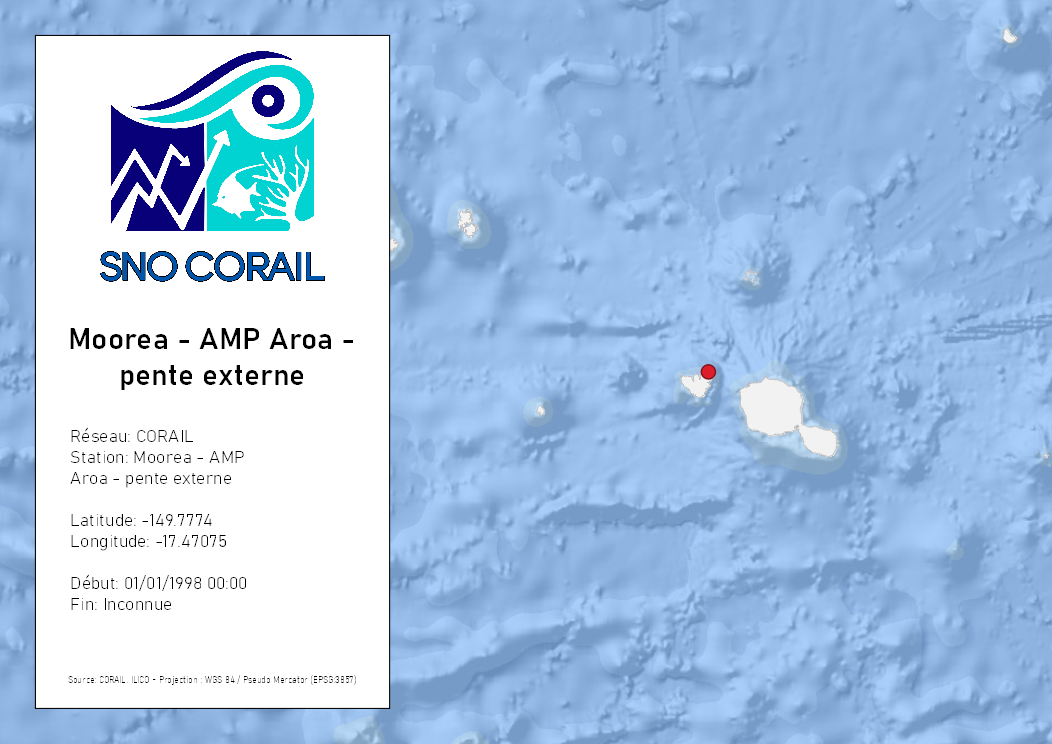 SNO CORAIL
Moorea - AMP Aroa -
pente externe
Réseau: CORAIL
Station: Moorea - AMP
Aroa - pente externe
Latitude: -149.7774
Longitude: -17.47075
Début: 01/01/1998 00:00
Fin: Inconnue
Source: CORAIL, ILICO - Projection : WGS 84 / Pseudo Mercator (EPSG:3857)